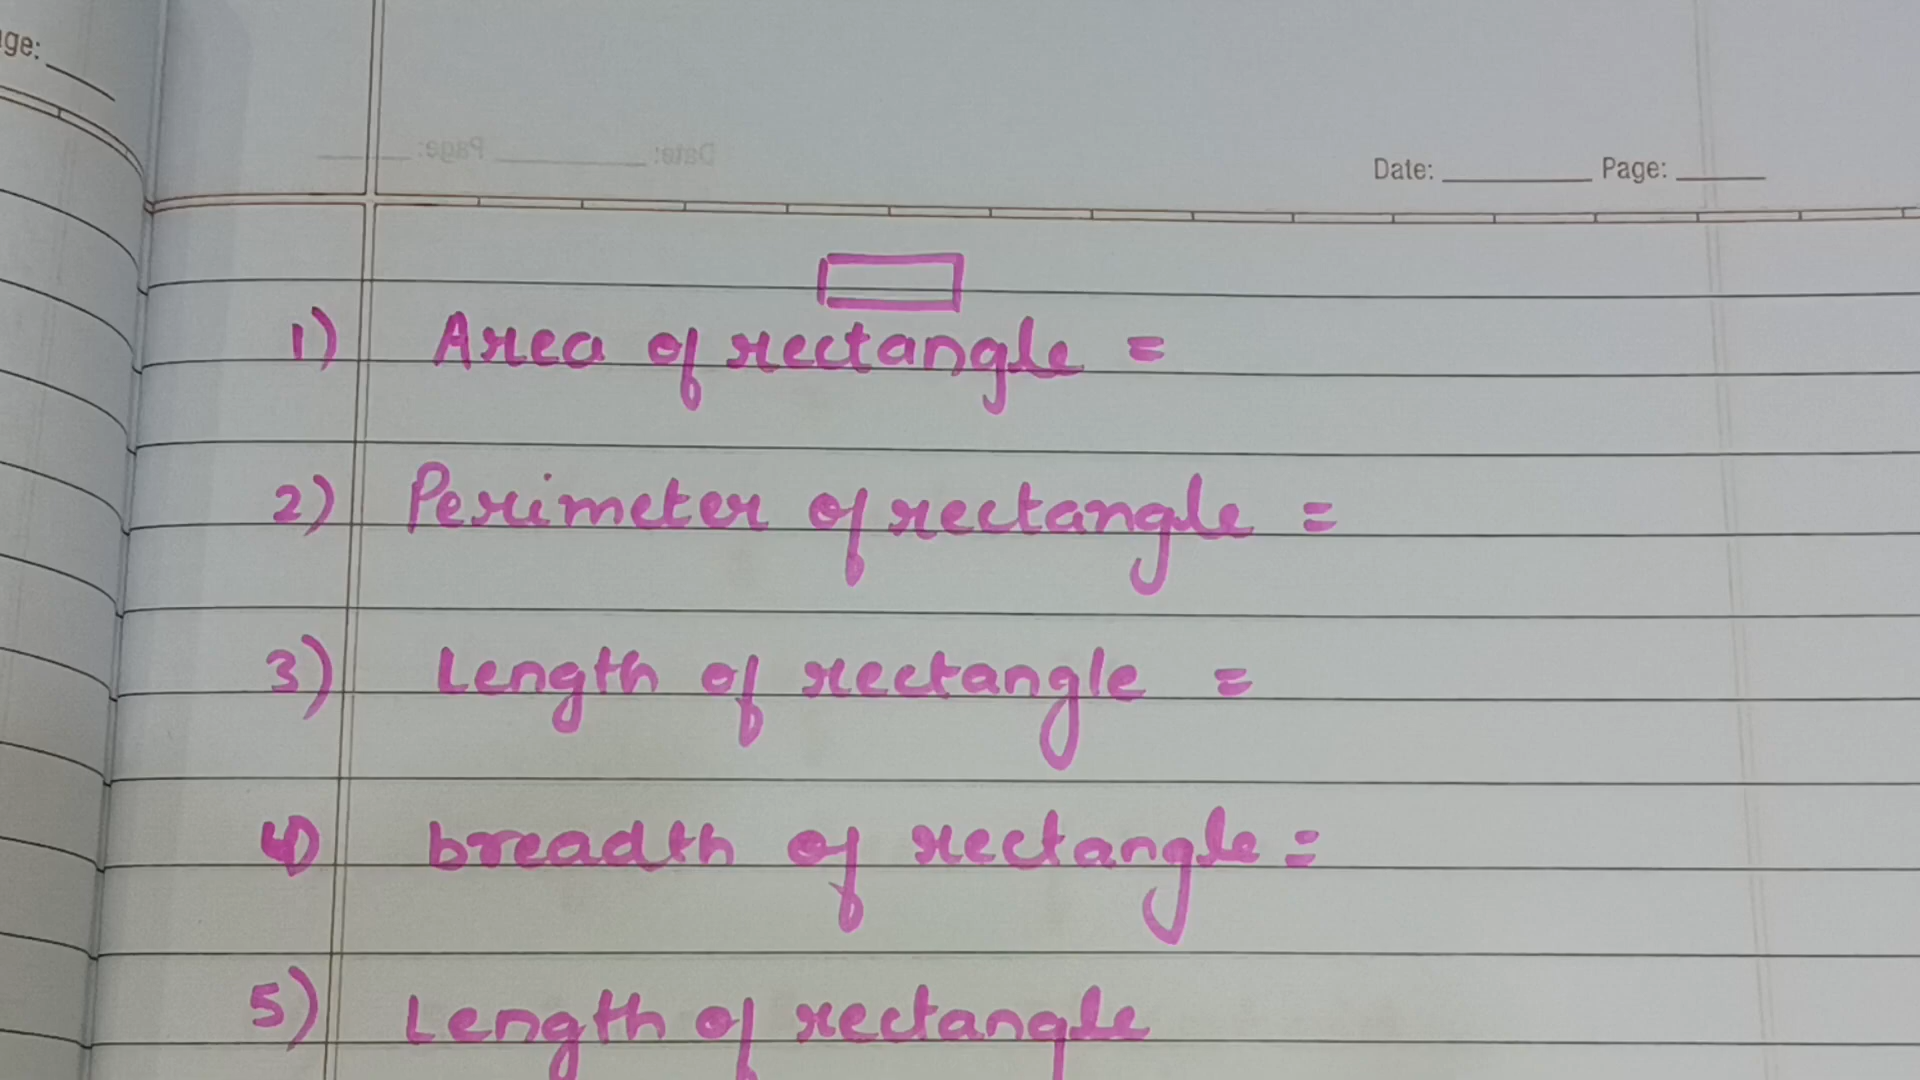 ge:
Date: Page:
1) Area of rectangle =
2) Perimeter of rectangle =
3) Length of rectangle =
4) breadth of rectangle =
5) Length of rectangle